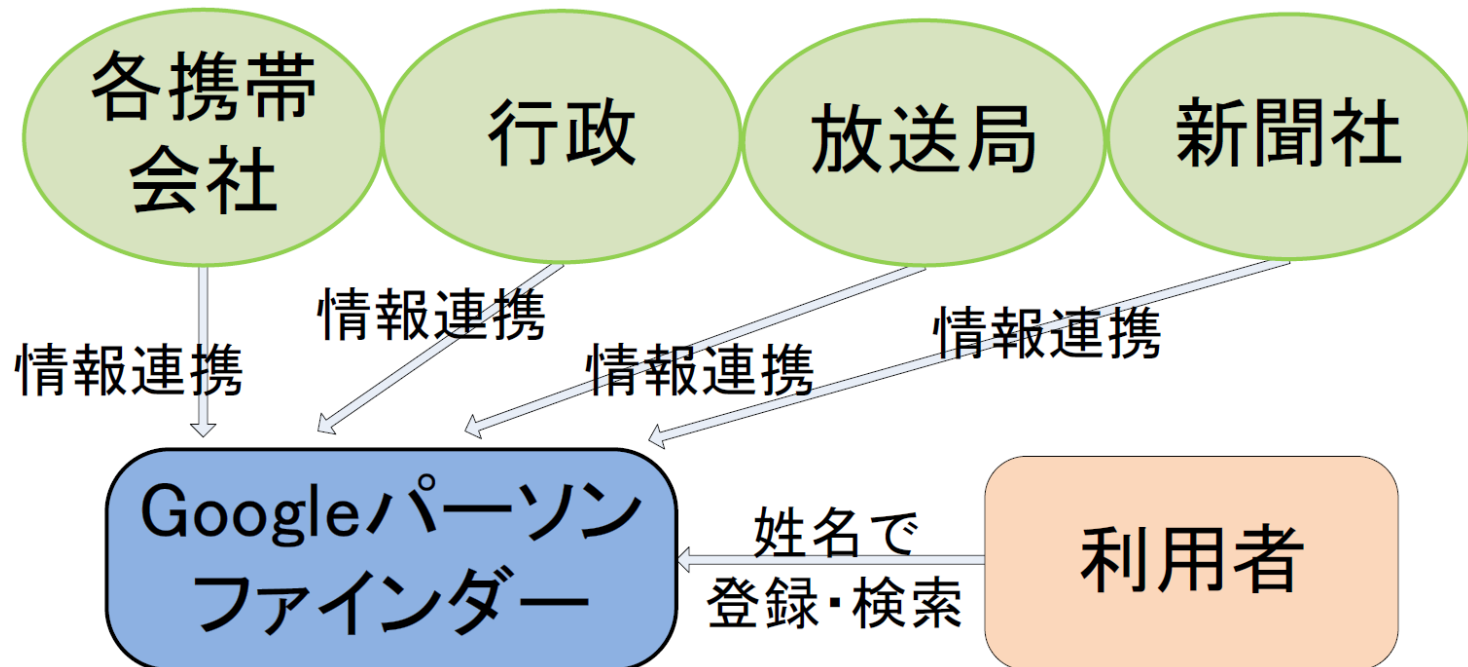 各携帯
会社
行政
放送局
新聞社
情報連携
情報連携
情報連携
情報連携
Googleパーソン
ファインダー
姓名で
登録・検索
利用者